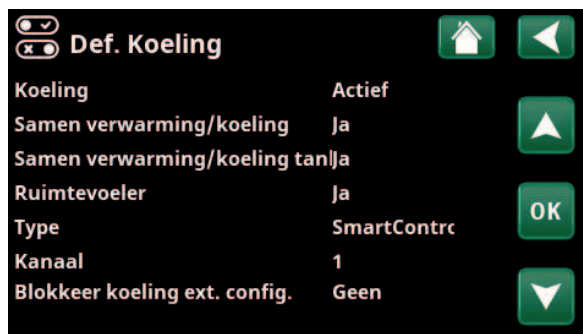 Def. Koeling
Koeling Actief
Samen verwarming/koeling Ja
Samen verwarming/koeling tan Ja
Ruimtevoeler Ja
OK
Type SmartContrc
Kanaal 1
Blokkeer koeling ext. config. Geen